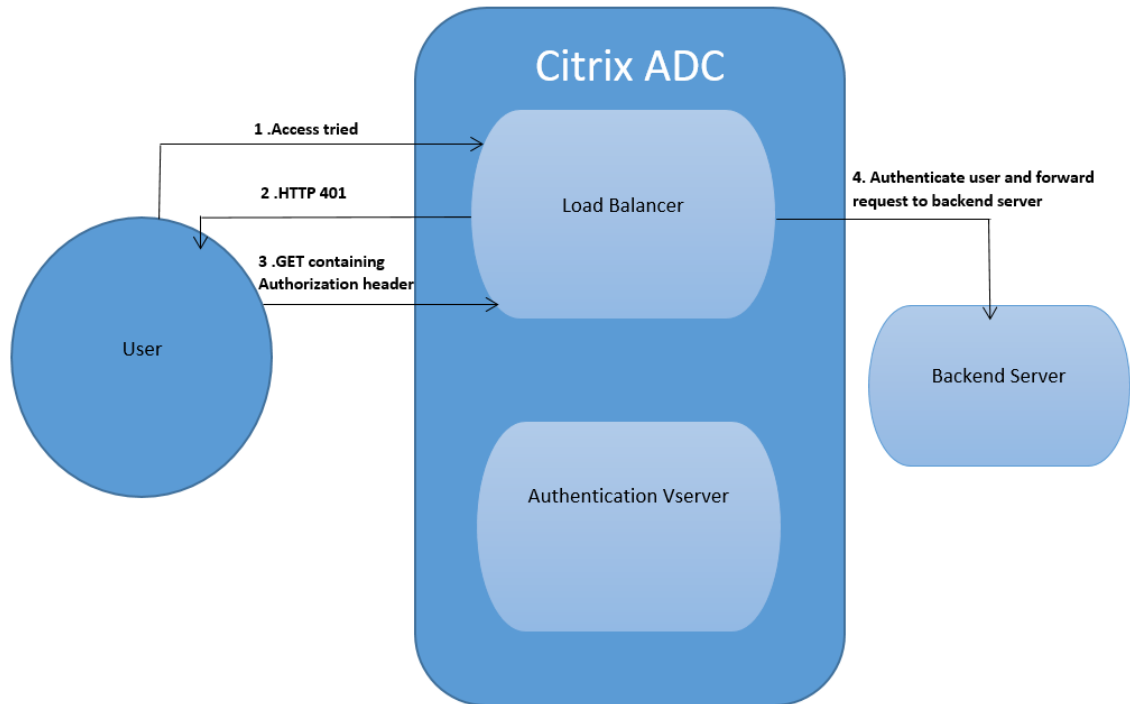 Citrix ADC
1 .Access tried
2 .HTTP 401
3 .GET containing
Authorization header
Load Balancer
4. Authenticate user and forward
request to backend server
User
Backend Server
Authentication Vserver